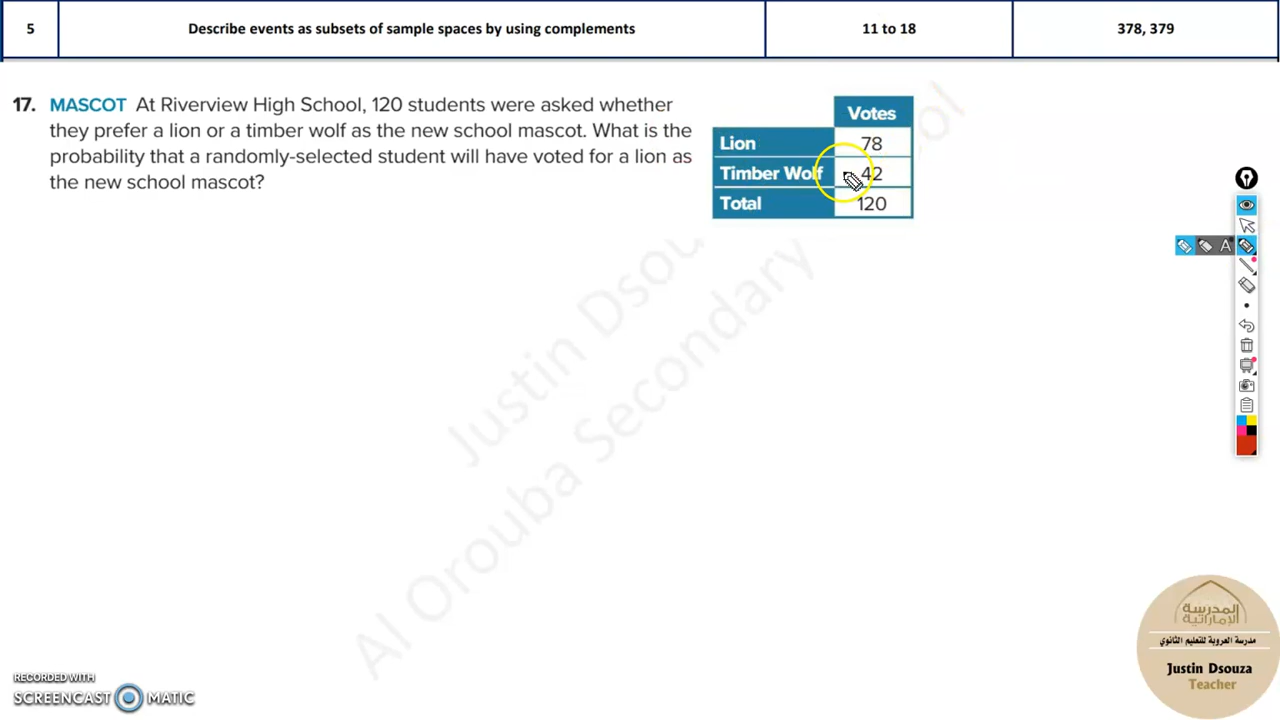 5 Describe events as subsets of sample spaces by using complements 11 to 18 378, 379
17. MASCOT At Riverview High School, 120 students were asked whether
they prefer a lion or a timber wolf as the new school mascot. What is the
probability that a randomly-selected student will have voted for a lion as
the new school mascot?
Votes
Lion 78
Timber Wolf 42
Total 120
A
Justin Dsou
Al Orouba Secondary
ool
المدرسة
الإماراتية
مدرسة العروبة للتعليم الثانوي
Justin Dsouza
Teacher
RECORDED WITH
SCREENCAST MATIC